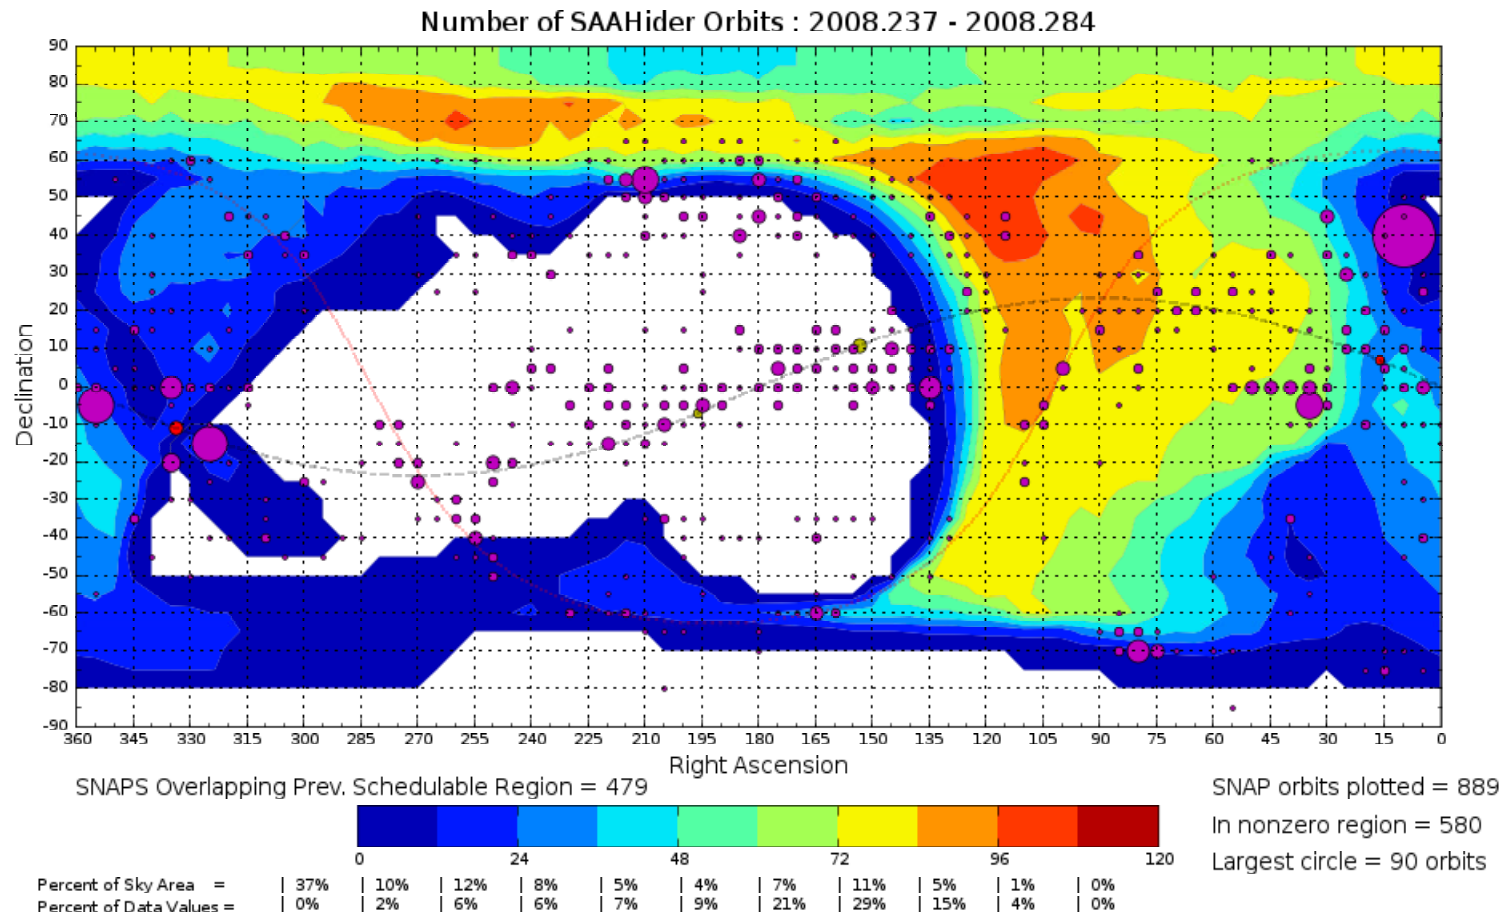 Number of SAAHider Orbits : 2008.237 - 2008.284
90
80
70
60
50
40
30
20
10
0
-10
-20
-30
-40
-50
-60
-70
-80
-90
Declination
360 345 330 315 300 285 270 255 240 225 210 195 180 165 150 135 120 105 90 75 60 45 30 15 0
Right Ascension
SNAPS Overlapping Prev. Schedulable Region = 479
SNAP orbits plotted = 889
In nonzero region = 580
Largest circle = 90 orbits
0 24 48 72 96 120
Percent of Sky Area = | 37% | 10% | 12% | 8% | 5% | 4% | 7% | 11% | 5% | 1% | 0%
Percent of Data Values = | 0% | 2% | 6% | 6% | 7% | 9% | 21% | 29% | 15% | 4% | 0%